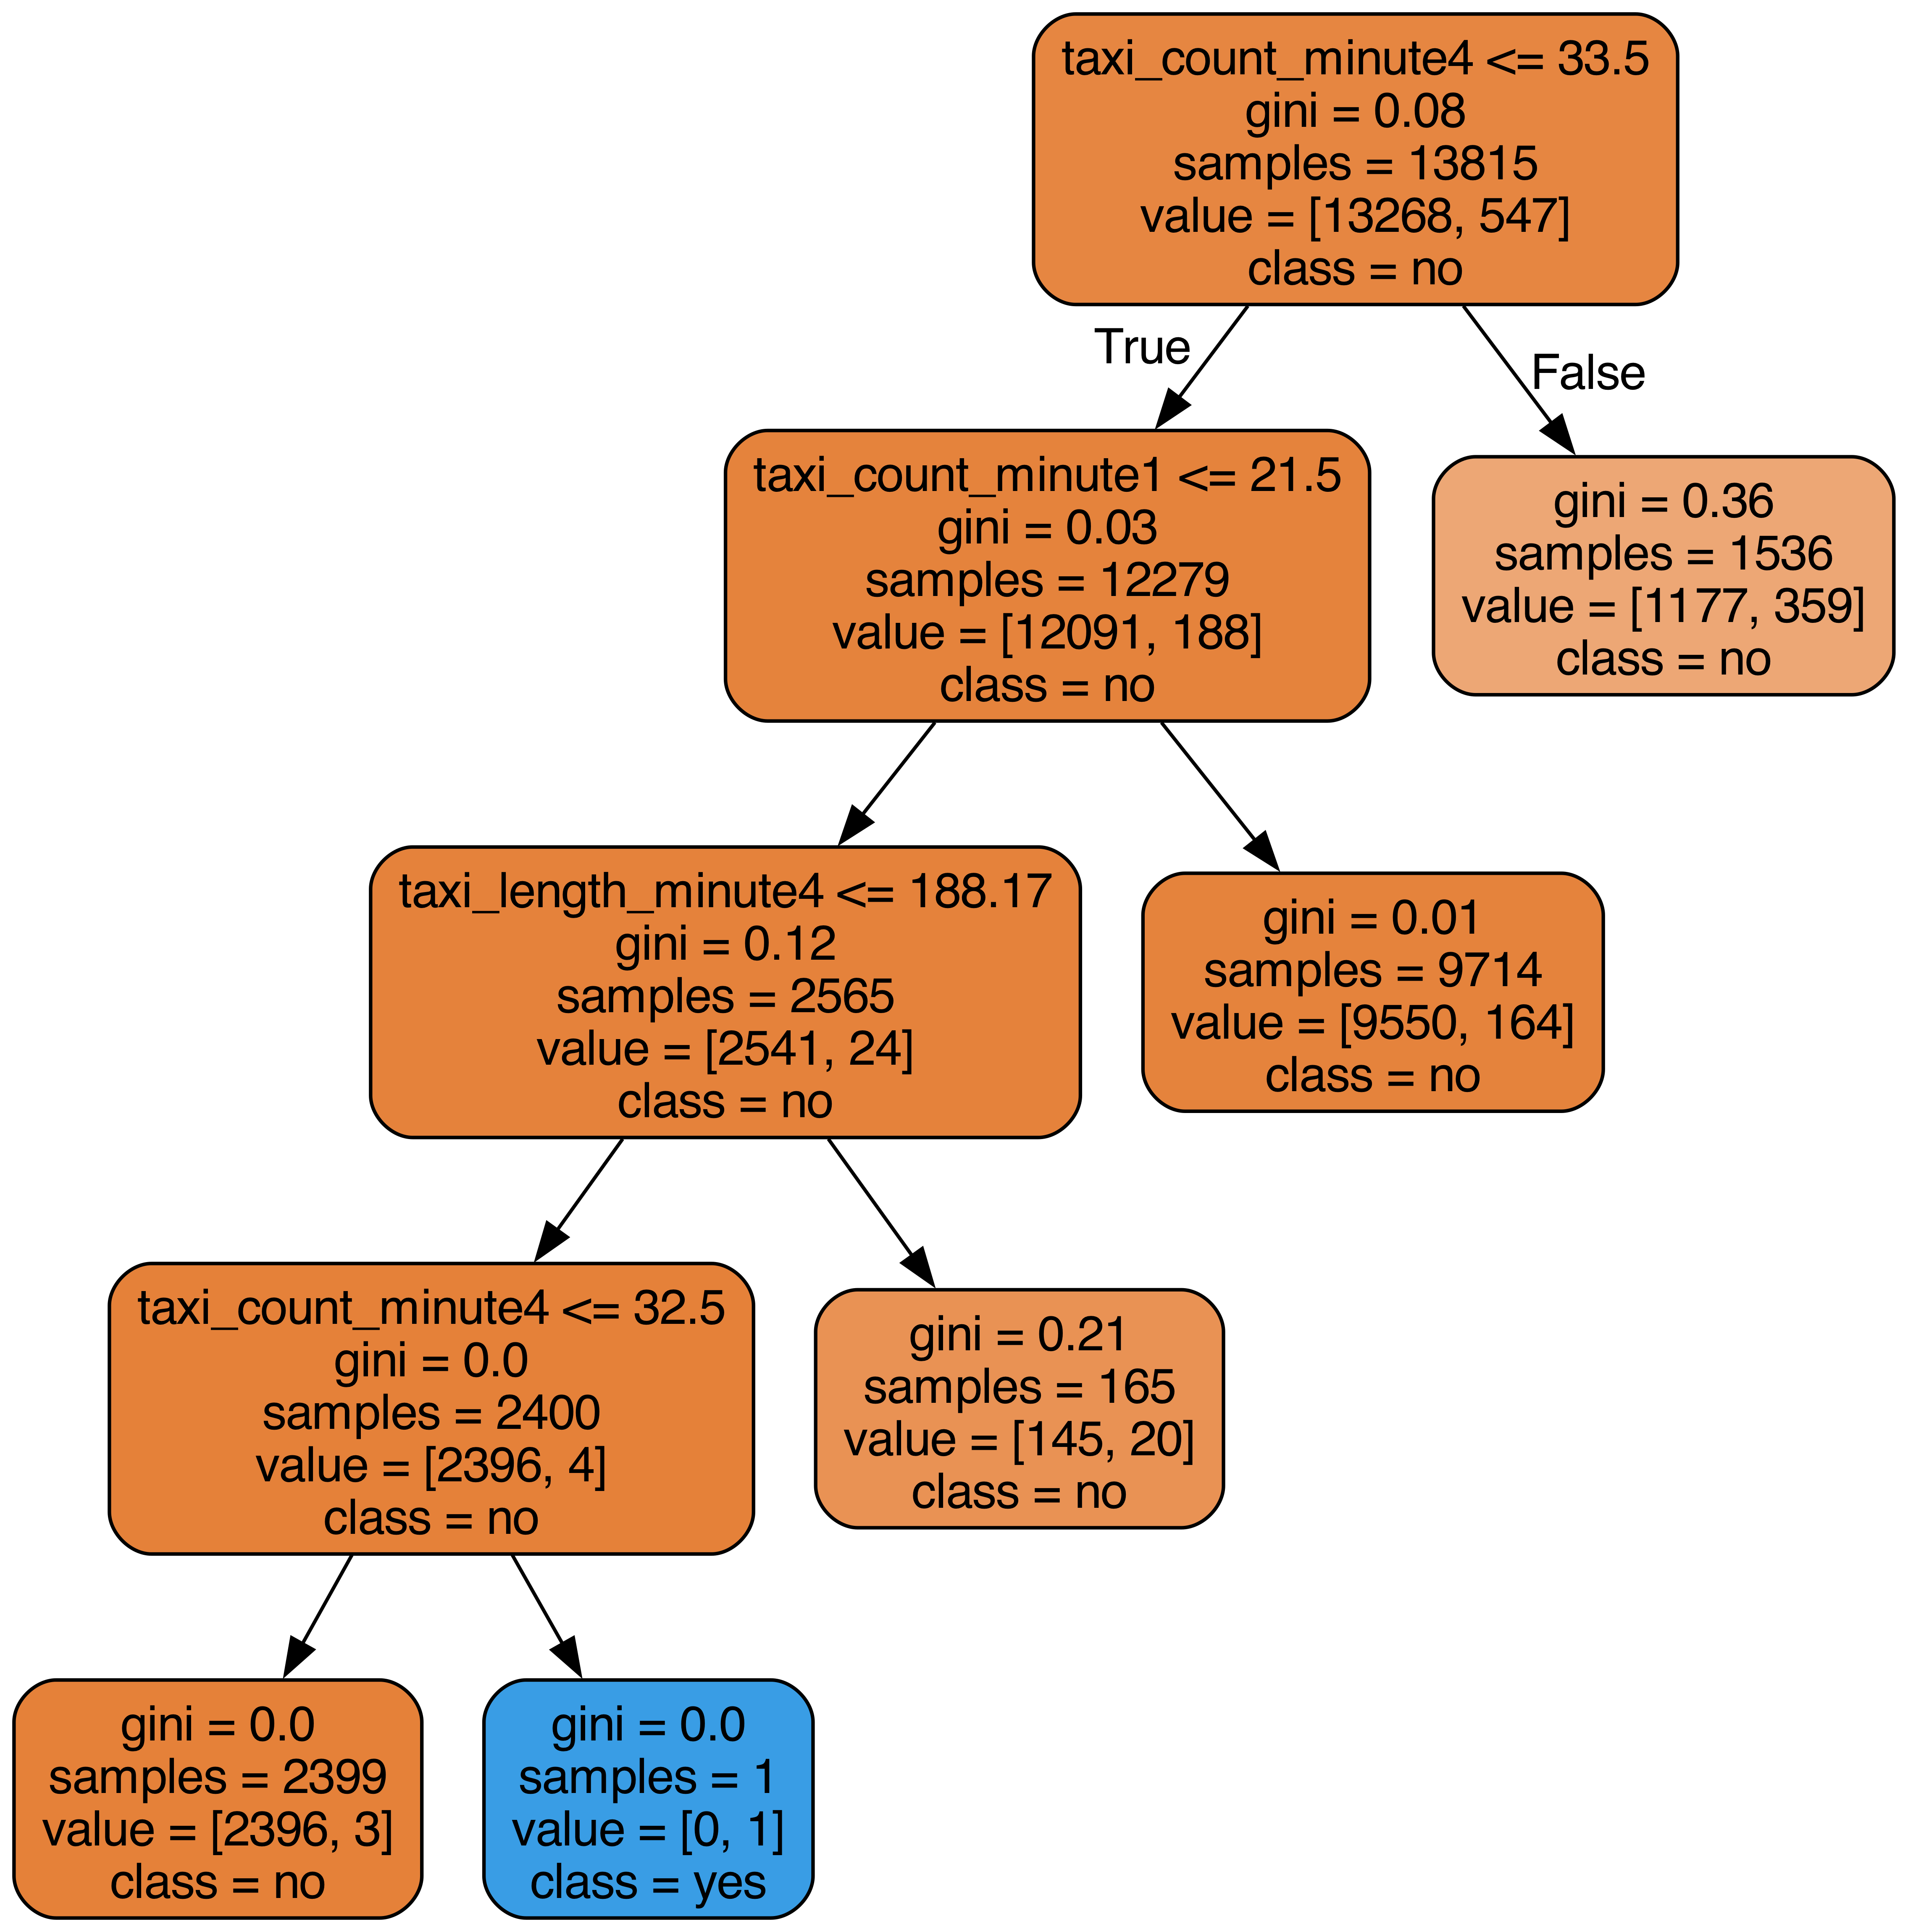 taxi_count_minute4 <= 33.5
gini = 0.08
samples = 13815
value = [13268, 547]
class = no
True
False
taxi_count_minute1 <= 21.5
gini = 0.03
samples = 12279
value = [12091, 188]
class = no
gini = 0.36
samples = 1536
value = [1177, 359]
class = no
taxi_length_minute4 <= 188.17
gini = 0.12
samples = 2565
value = [2541, 24]
class = no
gini = 0.01
samples = 9714
value = [9550, 164]
class = no
taxi_count_minute4 <= 32.5
gini = 0.0
samples = 2400
value = [2396, 4]
class = no
gini = 0.21
samples = 165
value = [145, 20]
class = no
gini = 0.0
samples = 2399
value = [2396, 3]
class = no
gini = 0.0
samples = 1
value = [0, 1]
class = yes